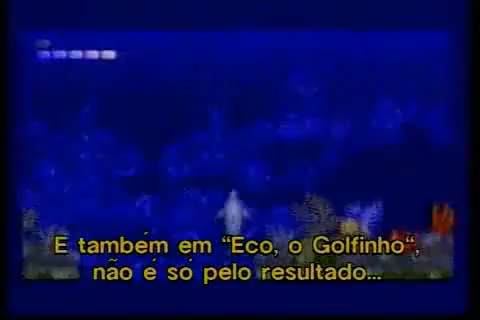 E também em “Eco, o Golfinho“,
não é só pelo resultado...